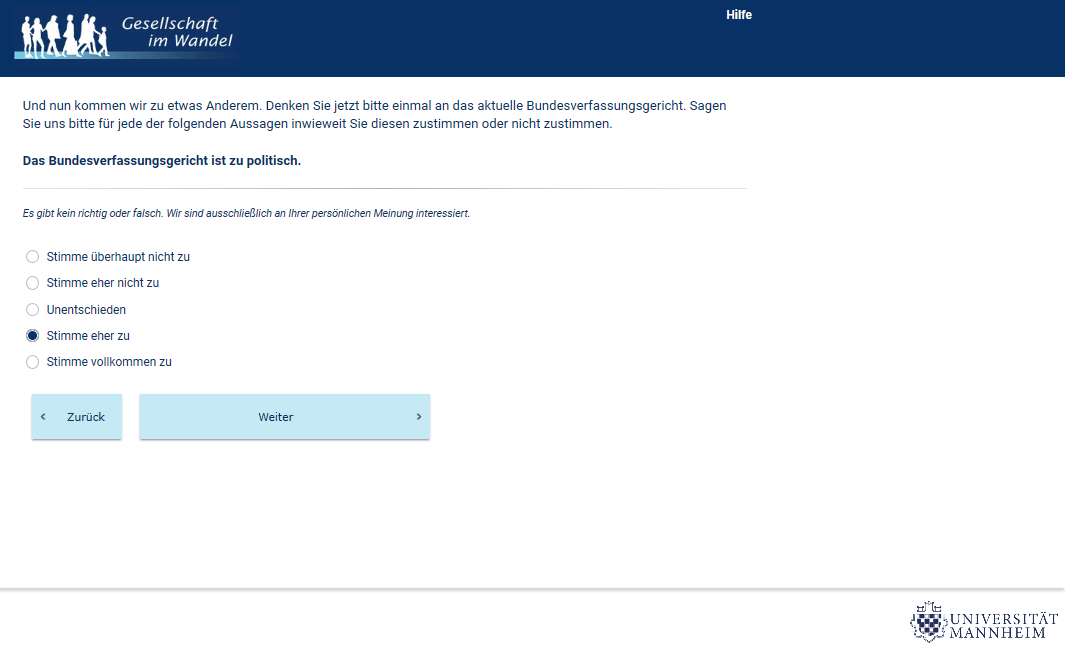 Gesellschaft
im Wandel
Hilfe
Und nun kommen wir zu etwas Anderem. Denken Sie jetzt bitte einmal an das aktuelle Bundesverfassungsgericht. Sagen
Sie uns bitte für jede der folgenden Aussagen inwieweit Sie diesen zustimmen oder nicht zustimmen.
Das Bundesverfassungsgericht ist zu politisch.
Es gibt kein richtig oder falsch. Wir sind ausschließlich an Ihrer persönlichen Meinung interessiert.
Stimme überhaupt nicht zu
Stimme eher nicht zu
Unentschieden
Stimme eher zu
Stimme vollkommen zu
‹ Zurück
Weiter ›
UNIVERSITÄT
MANNHEIM